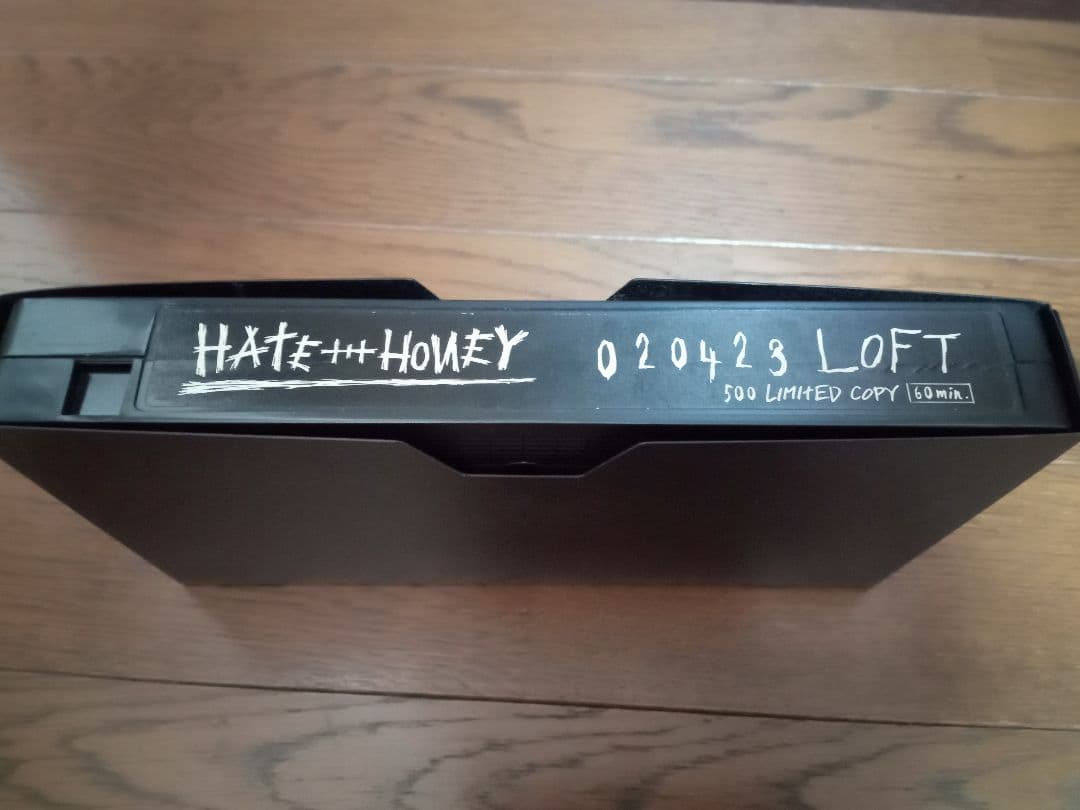 HATE HONEY
020423 LOFT
500 LIMITED COPY 60min.